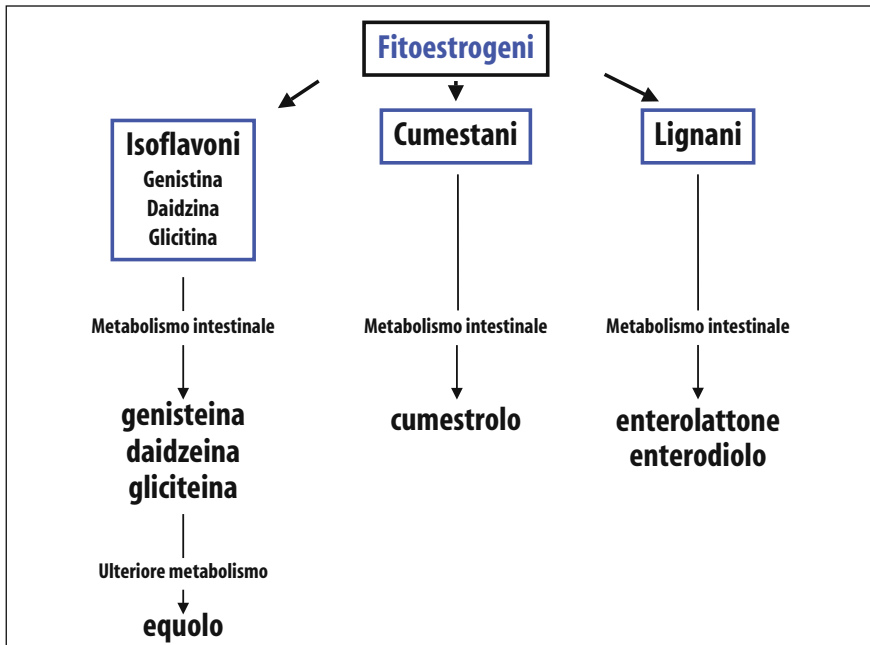 Fitoestrogeni
Isoflavoni
Genistina
Daidzina
Glicitina
Cumestani
Lignani
Metabolismo intestinale
Metabolismo intestinale
Metabolismo intestinale
genisteina
daidzeina
gliciteina
cumestrolo
enterolattone
enterodiolo
Ulteriore metabolismo
equolo